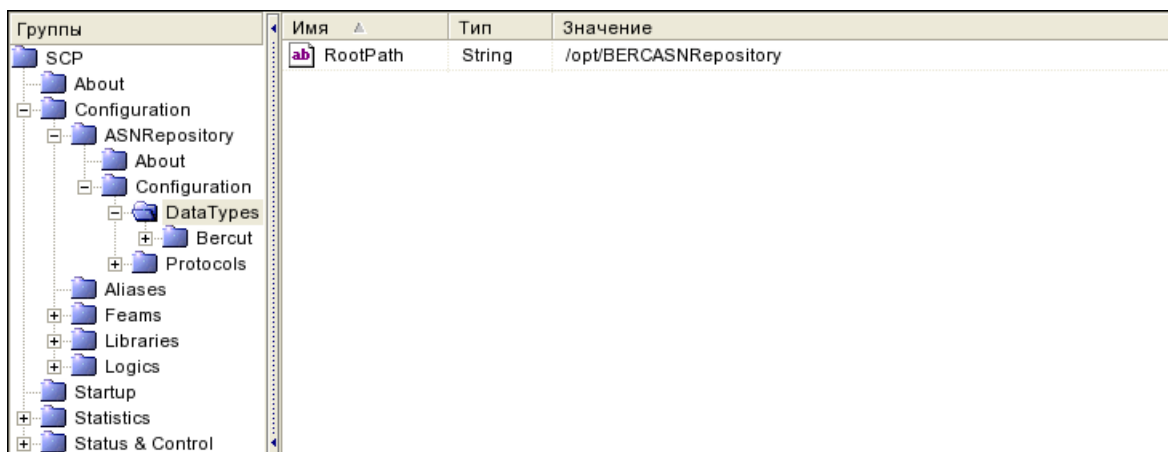 Группы
Имя Тип Значение
SCP
ab RootPath String /opt/BERCASNRepository
About
Configuration
ASNRepository
About
Configuration
DataTypes
Bercut
Protocols
Aliases
Feams
Libraries
Logics
Startup
Statistics
Status & Control